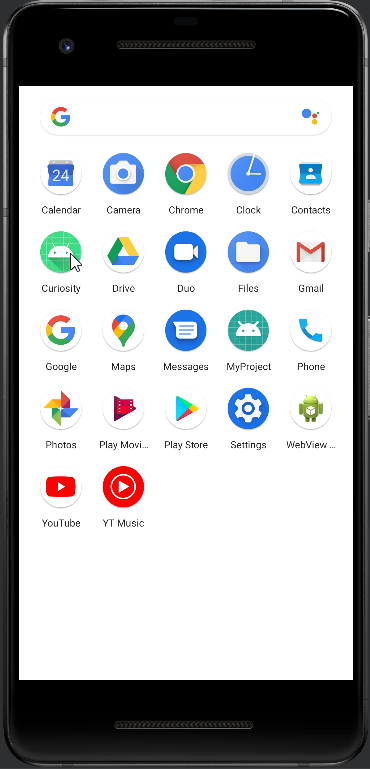 24
Calendar Camera Chrome Clock Contacts
Curiosity Drive Duo Files Gmail
Google Maps Messages MyProject Phone
Photos Play Movi... Play Store Settings WebView ...
YouTube YT Music